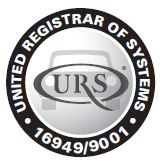 UNITED REGISTRAR OF SYSTEMS
URS
• 16949/9001 •